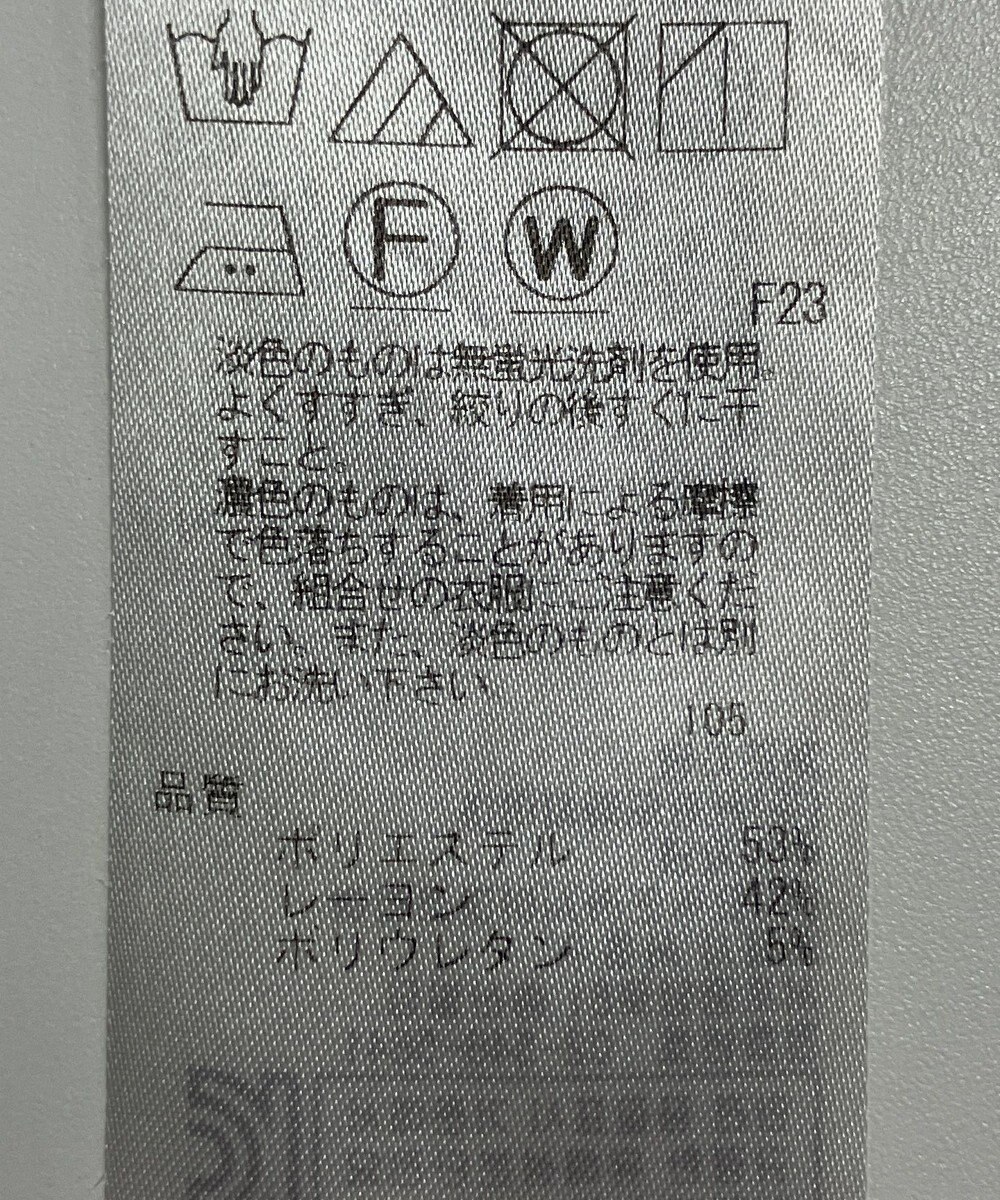 F W
F23
淡色のものは無蛍光洗剤を使用。
よくすすぎ、絞りの後すぐに干
すこと。
濃色のものは、着用による摩擦
で色落ちすることがありますの
で、組合せの衣服にご注意くだ
さい。また、淡色のものとは別
にお洗い下さい
105
品質
ポリエステル 53%
レーヨン 42%
ポリウレタン 5%